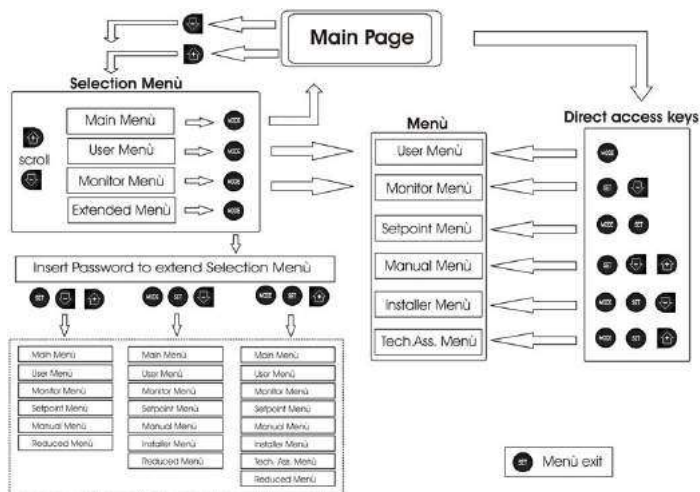 Main Page
Selection Menù
scroll
Main Menù MODE
User Menù MODE
Monitor Menù MODE
Extended Menù MODE
Insert Password to extend Selection Menù
SET - +
MODE SET -
MODE SET +
Main Menù
User Menù
Monitor Menù
Setpoint Menù
Manual Menù
Reduced Menù
Main Menù
User Menù
Monitor Menù
Setpoint Menù
Manual Menù
Installer Menù
Reduced Menù
Main Menù
User Menù
Monitor Menù
Setpoint Menù
Manual Menù
Installer Menù
Tech. Ass. Menù
Reduced Menù
Menù
User Menù
Monitor Menù
Setpoint Menù
Manual Menù
Installer Menù
Tech.Ass. Menù
Direct access keys
MODE
SET -
MODE SET
SET - +
MODE SET -
MODE SET +
SET Menù exit